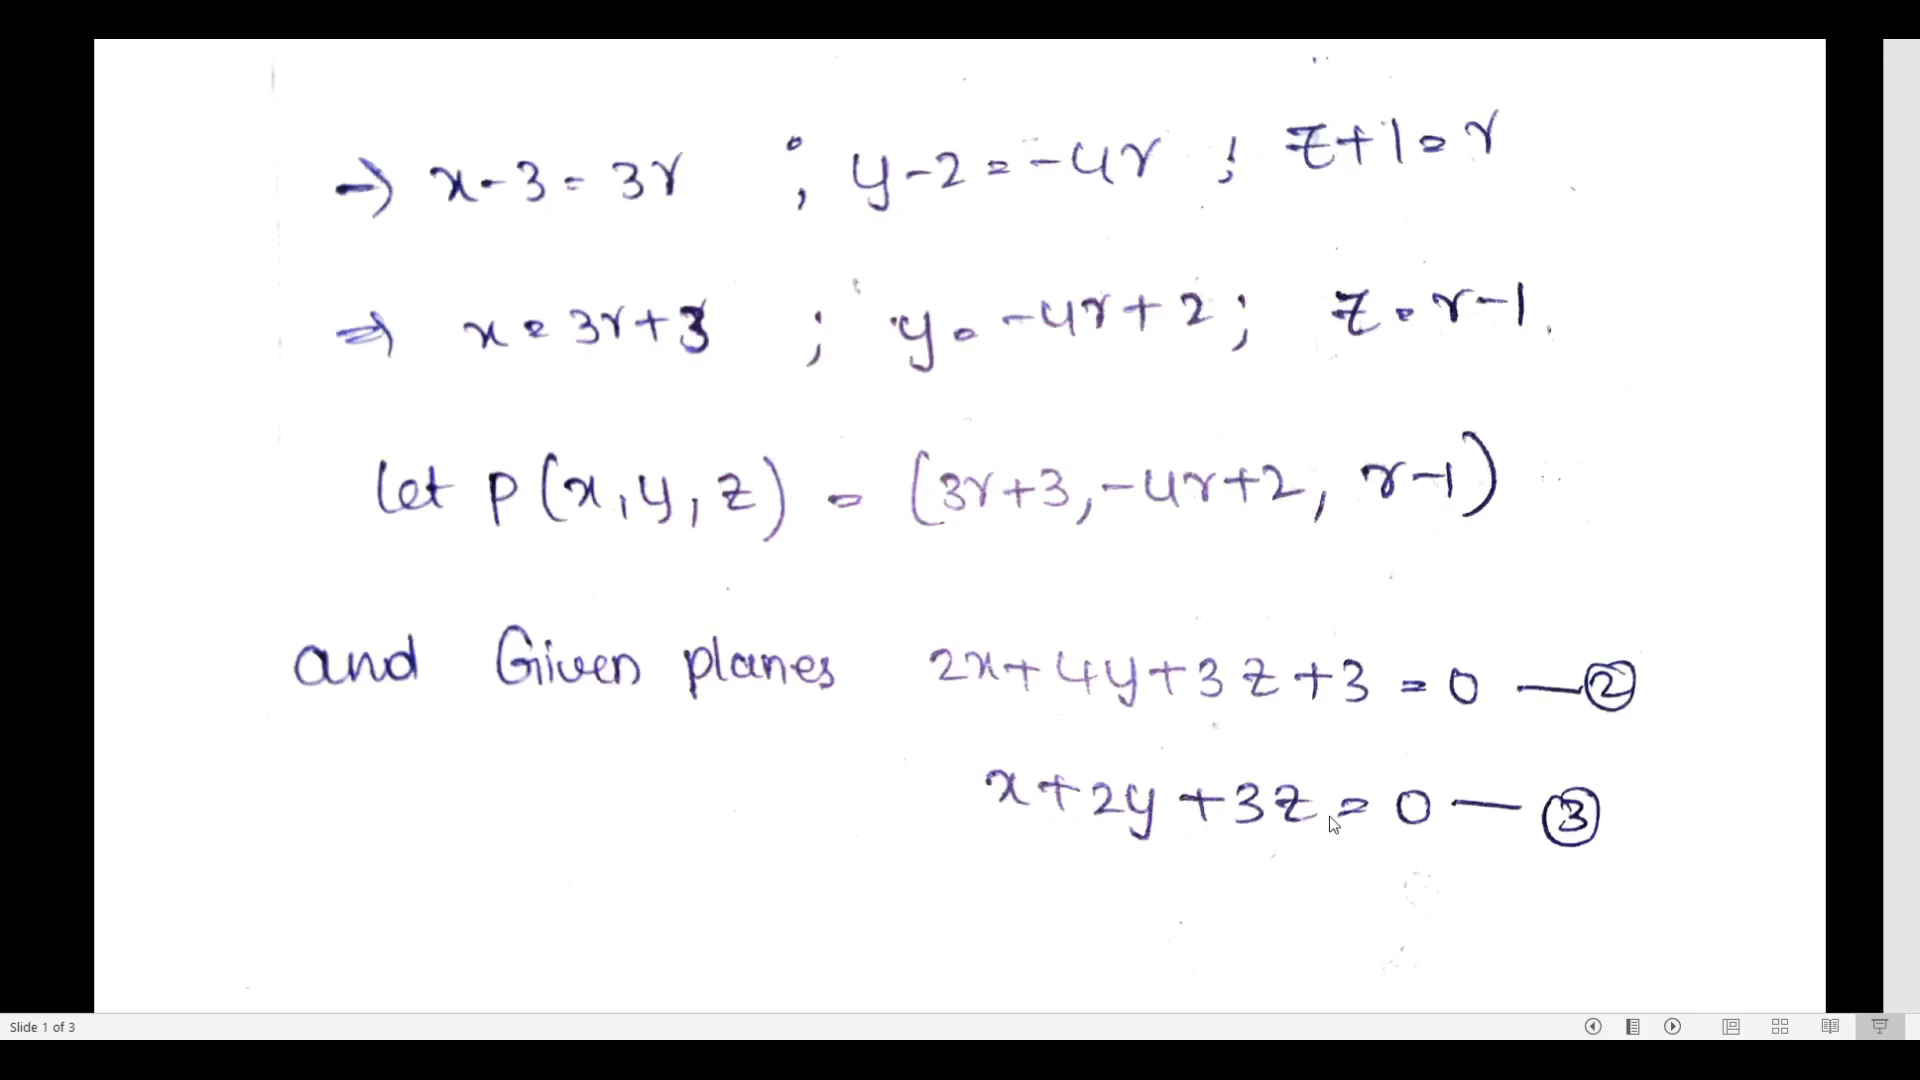 → x-3 = 3r ; y-2 = -4r ; z+1 = r
⇒ x = 3r+3 ; y = -4r+2 ; z = r-1.
Let P(x, y, z) = (3r+3, -4r+2, r-1)
and Given planes 2x+4y+3z+3 = 0 —②
x+2y+3z = 0 —③
Slide 1 of 3